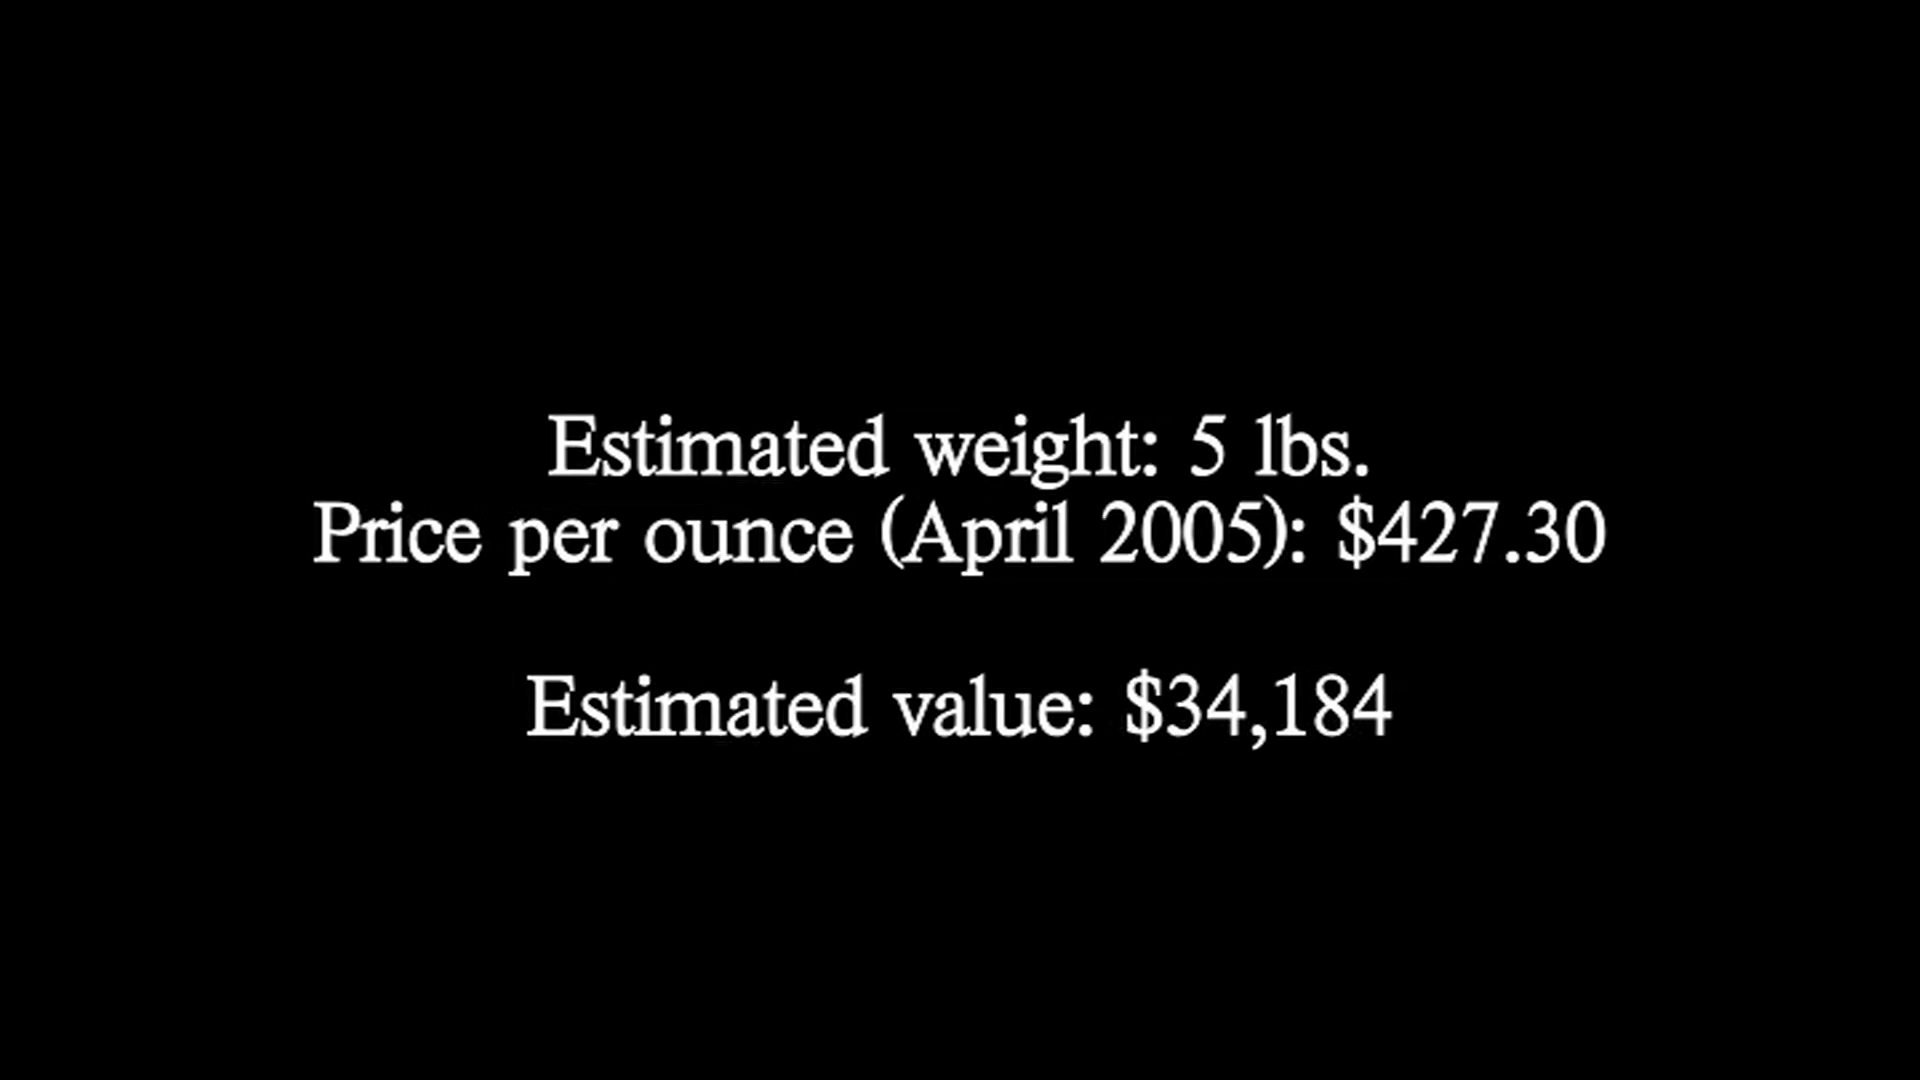 Estimated weight: 5 lbs.
Price per ounce (April 2005): $427.30
Estimated value: $34,184